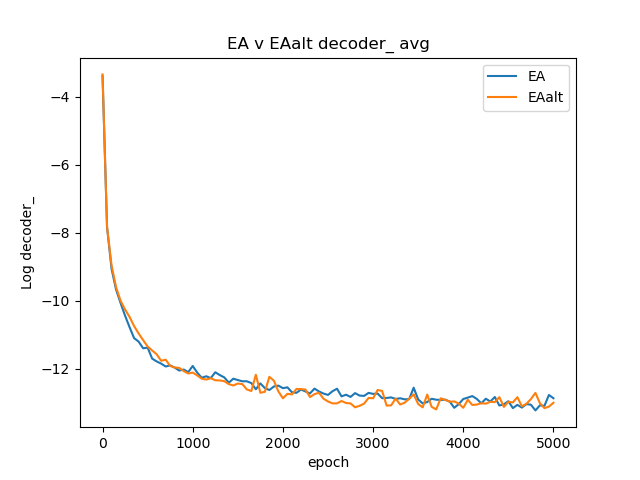 EA v EAalt decoder_ avg
EA
EAalt
Log decoder_
−4
−6
−8
−10
−12
0
1000
2000
3000
4000
5000
epoch